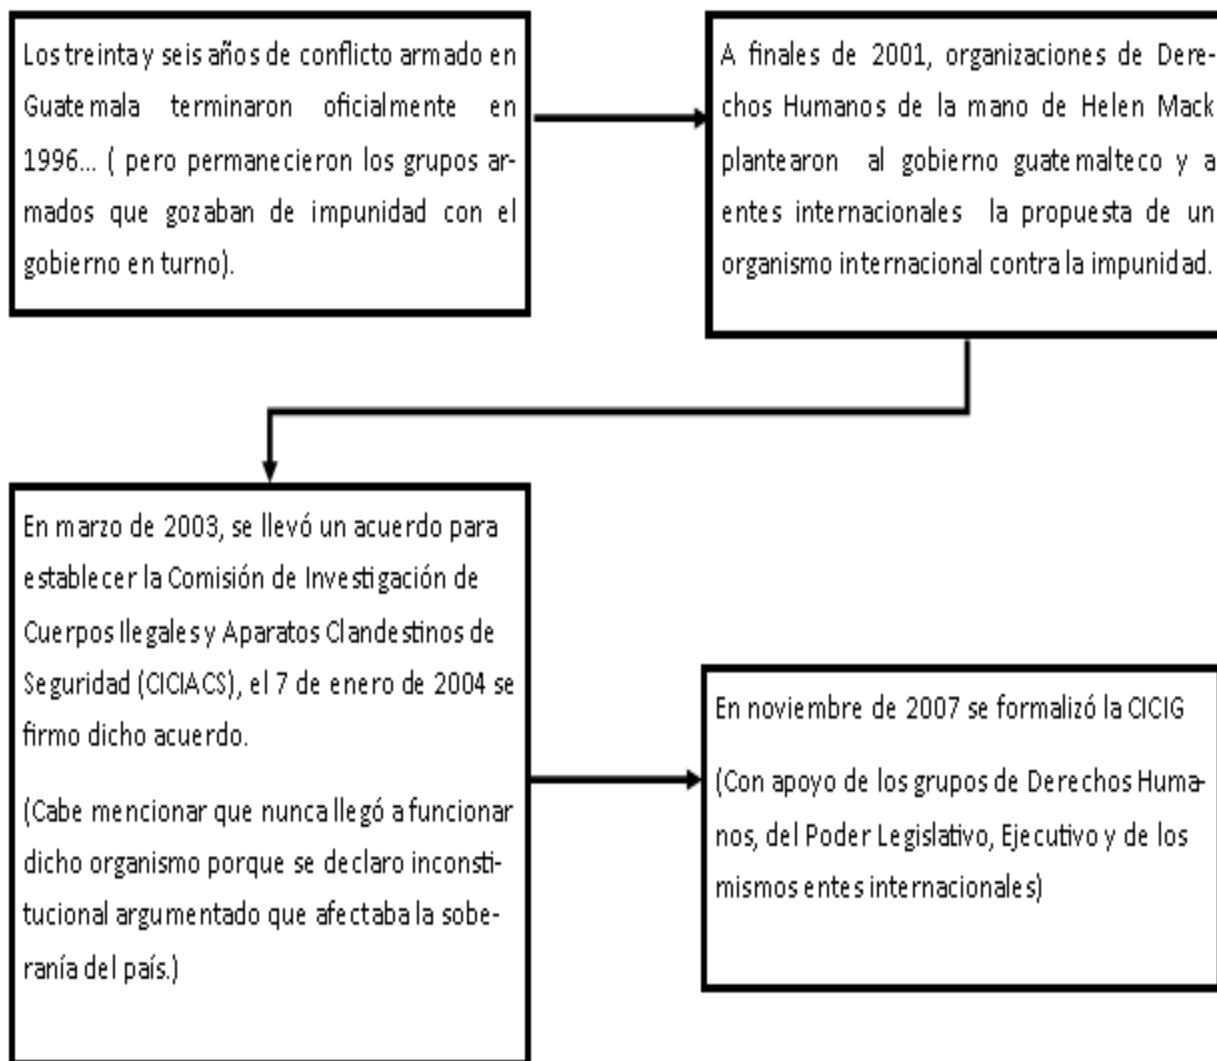 Los treinta y seis años de conflicto armado en
Guatemala terminaron oficialmente en
1996... ( pero permanecieron los grupos ar-
mados que gozaban de impunidad con el
gobierno en turno).
A finales de 2001, organizaciones de Dere-
chos Humanos de la mano de Helen Mack
plantearon al gobierno guatemalteco y a
entes internacionales la propuesta de un
organismo internacional contra la impunidad.
En marzo de 2003, se llevó un acuerdo para
establecer la Comisión de Investigación de
Cuerpos Ilegales y Aparatos Clandestinos de
Seguridad (CICIACS), el 7 de enero de 2004 se
firmo dicho acuerdo.
(Cabe mencionar que nunca llegó a funcionar
dicho organismo porque se declaro inconsti-
tucional argumentado que afectaba la sobe-
ranía del país.)
En noviembre de 2007 se formalizó la CICIG
(Con apoyo de los grupos de Derechos Huma-
nos, del Poder Legislativo, Ejecutivo y de los
mismos entes internacionales)